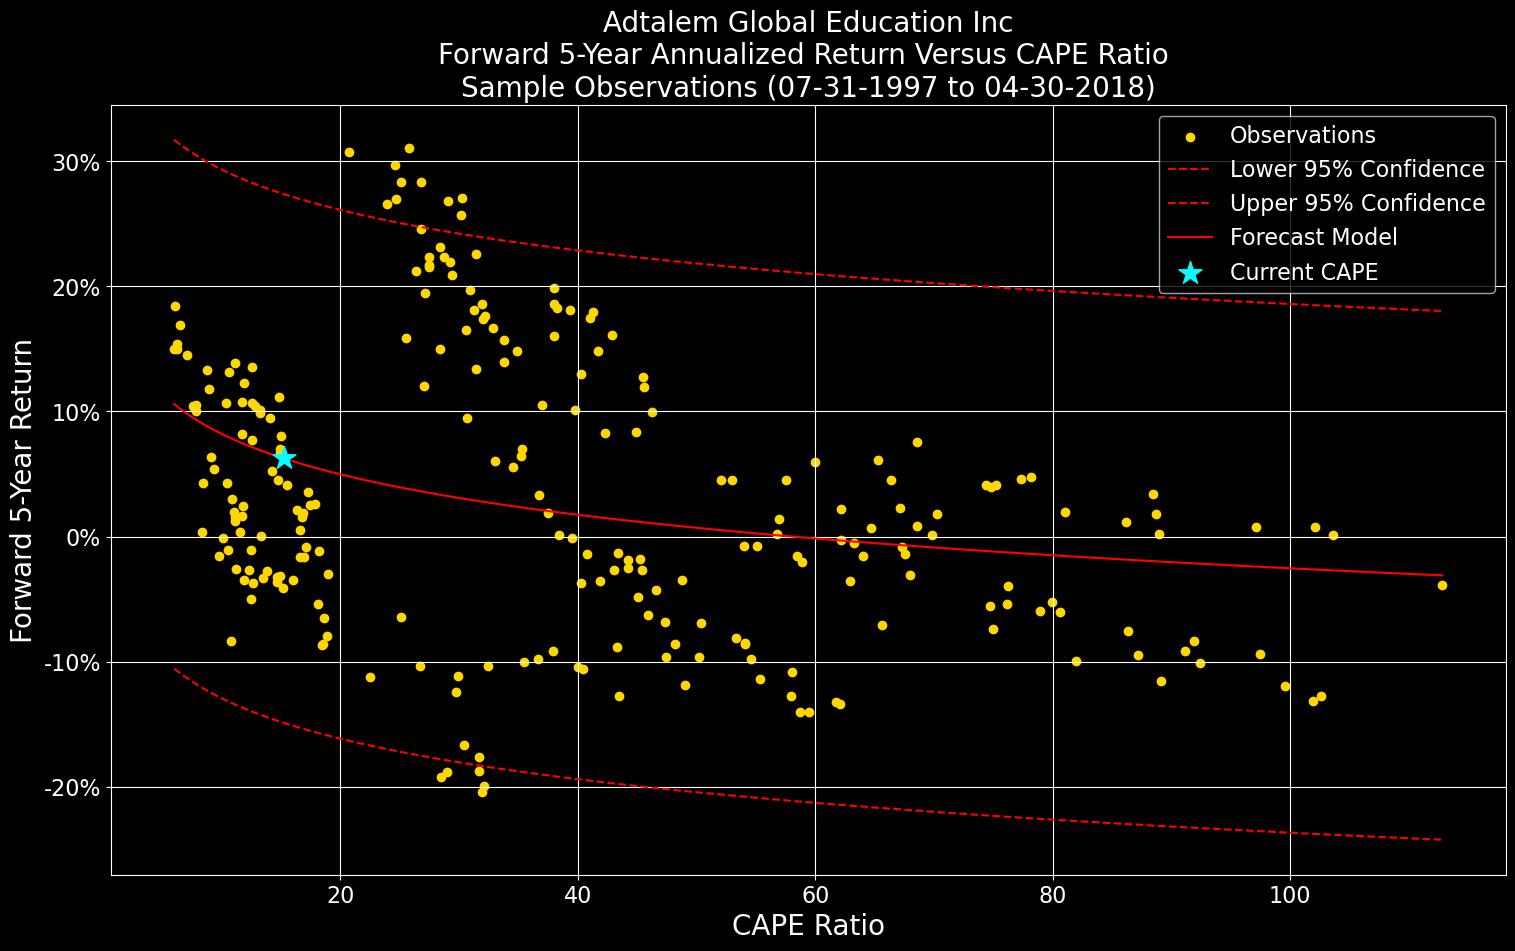 Adtalem Global Education Inc
Forward 5-Year Annualized Return Versus CAPE Ratio
Sample Observations (07-31-1997 to 04-30-2018)
Observations
Lower 95% Confidence
Upper 95% Confidence
Forecast Model
Current CAPE
Forward 5-Year Return
30%
20%
10%
0%
-10%
-20%
20 40 60 80 100
CAPE Ratio